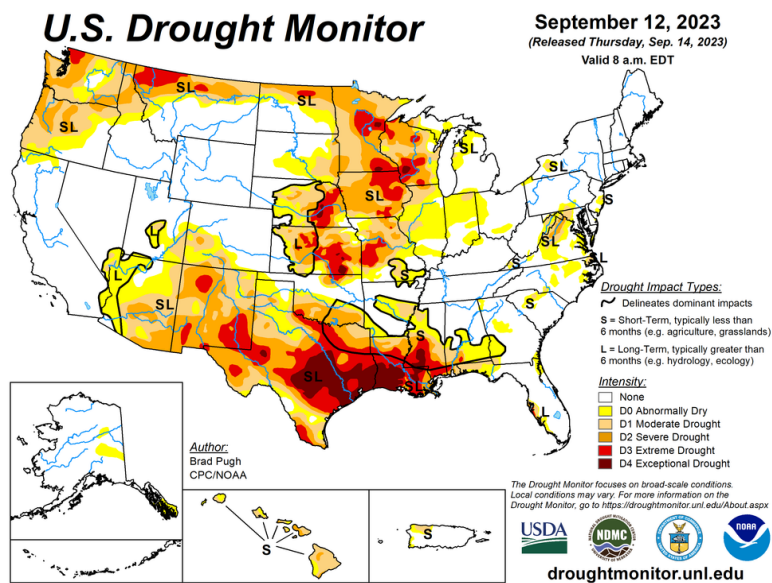 U.S. Drought Monitor
September 12, 2023
(Released Thursday, Sep. 14, 2023)
Valid 8 a.m. EDT
SL
SL
SL
SL
SL
S
SL
L
L
L
SL
S
S
L
S
SL
S
SL
SL
L
S
S
Drought Impact Types:
Delineates dominant impacts
S = Short-Term, typically less than
6 months (e.g. agriculture, grasslands)
L = Long-Term, typically greater than
6 months (e.g. hydrology, ecology)
Intensity:
None
D0 Abnormally Dry
D1 Moderate Drought
D2 Severe Drought
D3 Extreme Drought
D4 Exceptional Drought
Author:
Brad Pugh
CPC/NOAA
The Drought Monitor focuses on broad-scale conditions.
Local conditions may vary. For more information on the
Drought Monitor, go to https://droughtmonitor.unl.edu/About.aspx
USDA
NDMC
NOAA
droughtmonitor.unl.edu